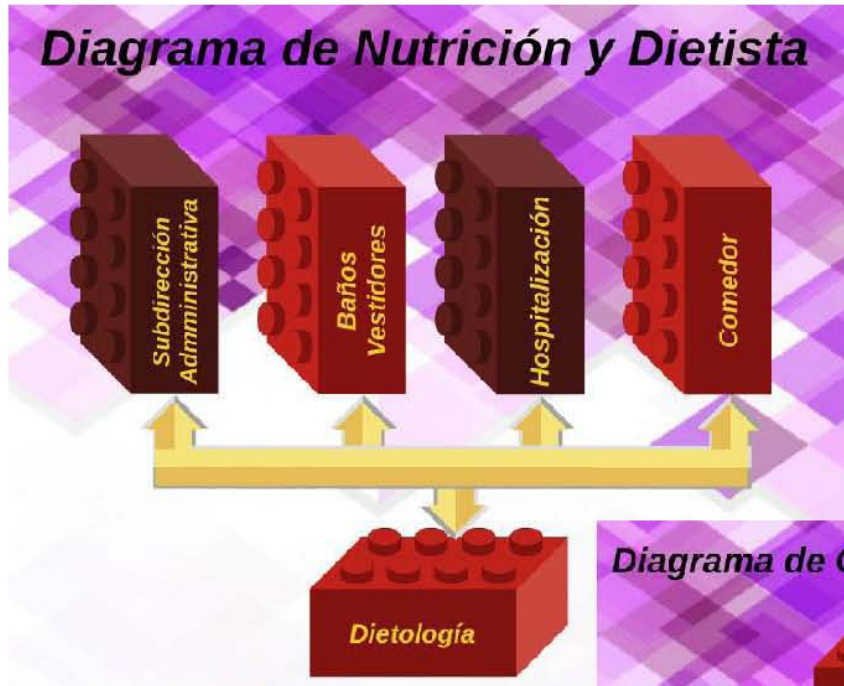 Diagrama de Nutrición y Dietista
Subdirección
Admministrativa
Baños
Vestidores
Hospitalización
Comedor
Dietología
Diagrama de